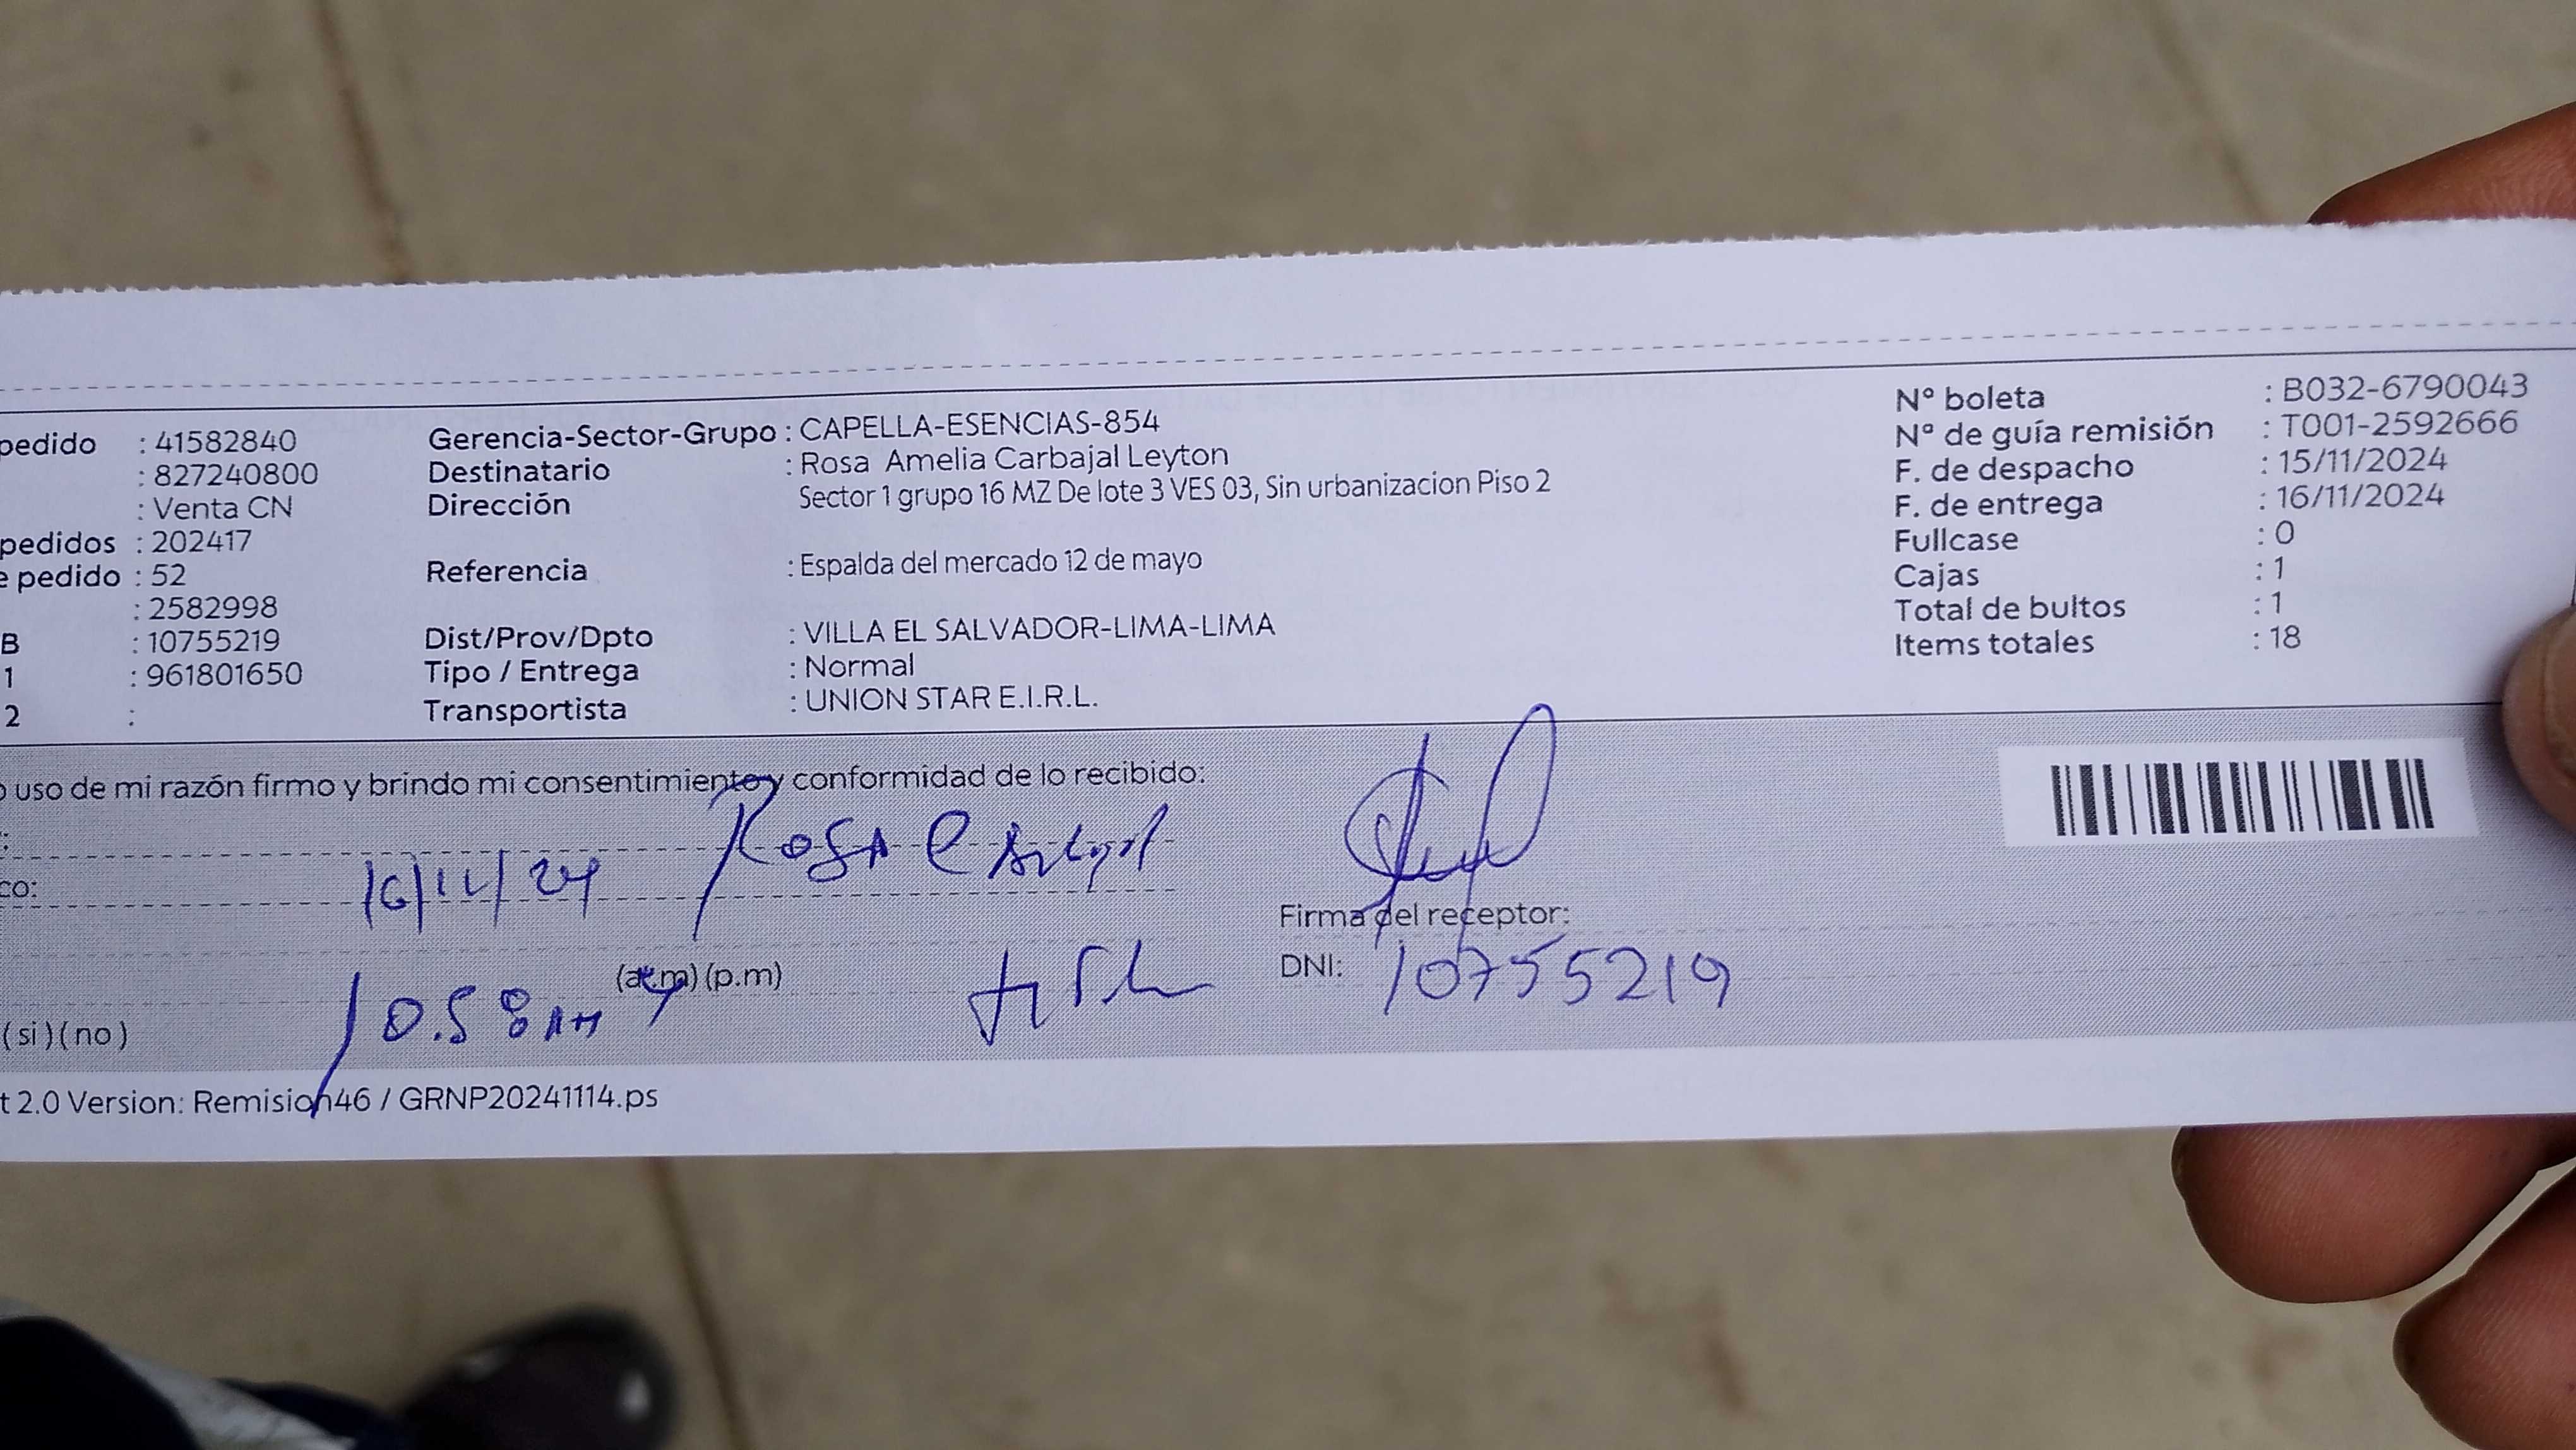 pedido : 41582840
: 827240800
: Venta CN
pedidos : 202417
e pedido : 52
: 2582998
B : 10755219
1 : 961801650
2 :
Gerencia-Sector-Grupo : CAPELLA-ESENCIAS-854
Destinatario : Rosa Amelia Carbajal Leyton
Dirección Sector 1 grupo 16 MZ De lote 3 VES 03, Sin urbanizacion Piso 2
Referencia : Espalda del mercado 12 de mayo
Dist/Prov/Dpto : VILLA EL SALVADOR-LIMA-LIMA
Tipo / Entrega : Normal
Transportista : UNION STAR E.I.R.L.
Nº boleta : B032-6790043
Nº de guía remisión : T001-2592666
F. de despacho : 15/11/2024
F. de entrega : 16/11/2024
Fullcase : 0
Cajas : 1
Total de bultos : 1
Items totales : 18
o uso de mi razón firmo y brindo mi consentimiento y conformidad de lo recibido:
:
Rosa
co:
16/11/24
Firma del receptor:
(a.m) (p.m)
10.58 am
DNI: 10755219
(si) (no)
t 2.0 Version: Remision46 / GRNP20241114.ps